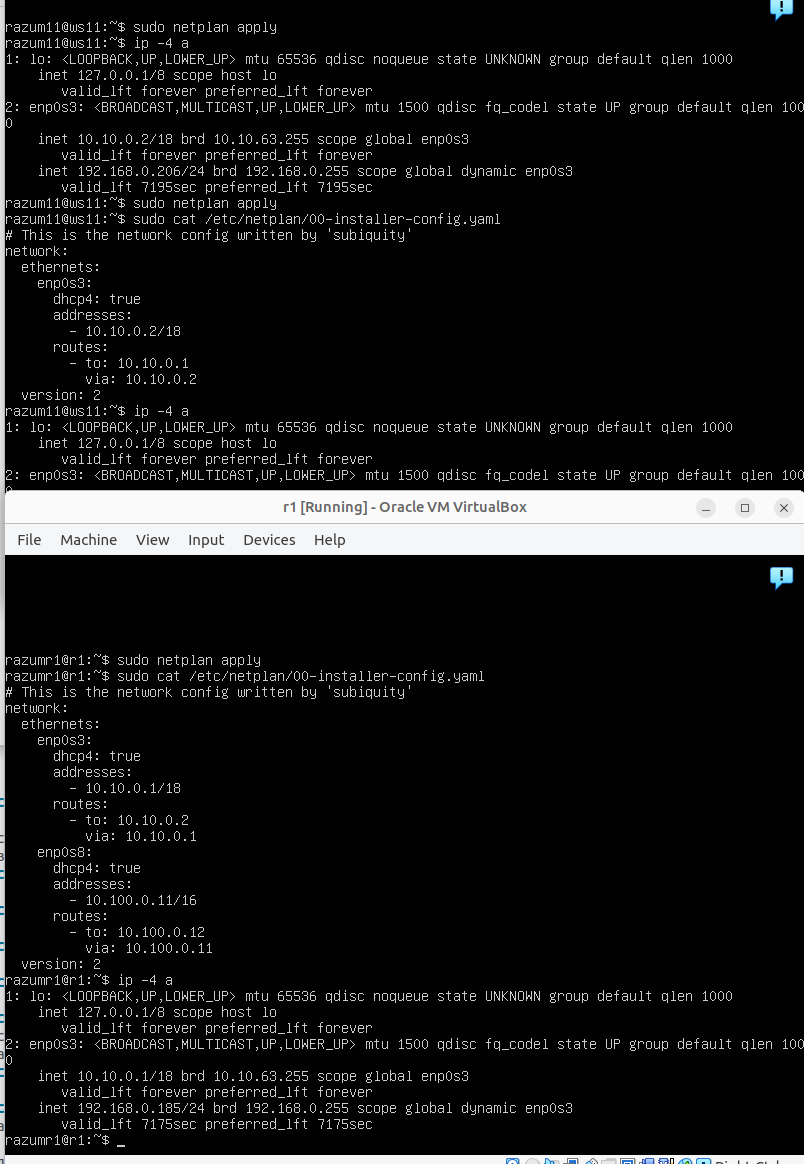 razum11@ws11:~$ sudo netplan apply
razum11@ws11:~$ ip -4 a
1: lo: <LOOPBACK,UP,LOWER_UP> mtu 65536 qdisc noqueue state UNKNOWN group default qlen 1000
    inet 127.0.0.1/8 scope host lo
       valid_lft forever preferred_lft forever
2: enp0s3: <BROADCAST,MULTICAST,UP,LOWER_UP> mtu 1500 qdisc fq_codel state UP group default qlen 100
0
    inet 10.10.0.2/18 brd 10.10.63.255 scope global enp0s3
       valid_lft forever preferred_lft forever
    inet 192.168.0.206/24 brd 192.168.0.255 scope global dynamic enp0s3
       valid_lft 7195sec preferred_lft 7195sec
razum11@ws11:~$ sudo netplan apply
razum11@ws11:~$ sudo cat /etc/netplan/00-installer-config.yaml
# This is the network config written by 'subiquity'
network:
  ethernets:
    enp0s3:
      dhcp4: true
      addresses:
        - 10.10.0.2/18
      routes:
        - to: 10.10.0.1
          via: 10.10.0.2
  version: 2
razum11@ws11:~$ ip -4 a
1: lo: <LOOPBACK,UP,LOWER_UP> mtu 65536 qdisc noqueue state UNKNOWN group default qlen 1000
    inet 127.0.0.1/8 scope host lo
       valid_lft forever preferred_lft forever
2: enp0s3: <BROADCAST,MULTICAST,UP,LOWER_UP> mtu 1500 qdisc fq_codel state UP group default qlen 100
r1 [Running] - Oracle VM VirtualBox
File Machine View Input Devices Help
razumr1@r1:~$ sudo netplan apply
razumr1@r1:~$ sudo cat /etc/netplan/00-installer-config.yaml
# This is the network config written by 'subiquity'
network:
  ethernets:
    enp0s3:
      dhcp4: true
      addresses:
        - 10.10.0.1/18
      routes:
        - to: 10.10.0.2
          via: 10.10.0.1
    enp0s8:
      dhcp4: true
      addresses:
        - 10.100.0.11/16
      routes:
        - to: 10.100.0.12
          via: 10.100.0.11
  version: 2
razumr1@r1:~$ ip -4 a
1: lo: <LOOPBACK,UP,LOWER_UP> mtu 65536 qdisc noqueue state UNKNOWN group default qlen 1000
    inet 127.0.0.1/8 scope host lo
       valid_lft forever preferred_lft forever
2: enp0s3: <BROADCAST,MULTICAST,UP,LOWER_UP> mtu 1500 qdisc fq_codel state UP group default qlen 100
0
    inet 10.10.0.1/18 brd 10.10.63.255 scope global enp0s3
       valid_lft forever preferred_lft forever
    inet 192.168.0.185/24 brd 192.168.0.255 scope global dynamic enp0s3
       valid_lft 7175sec preferred_lft 7175sec
razumr1@r1:~$ _